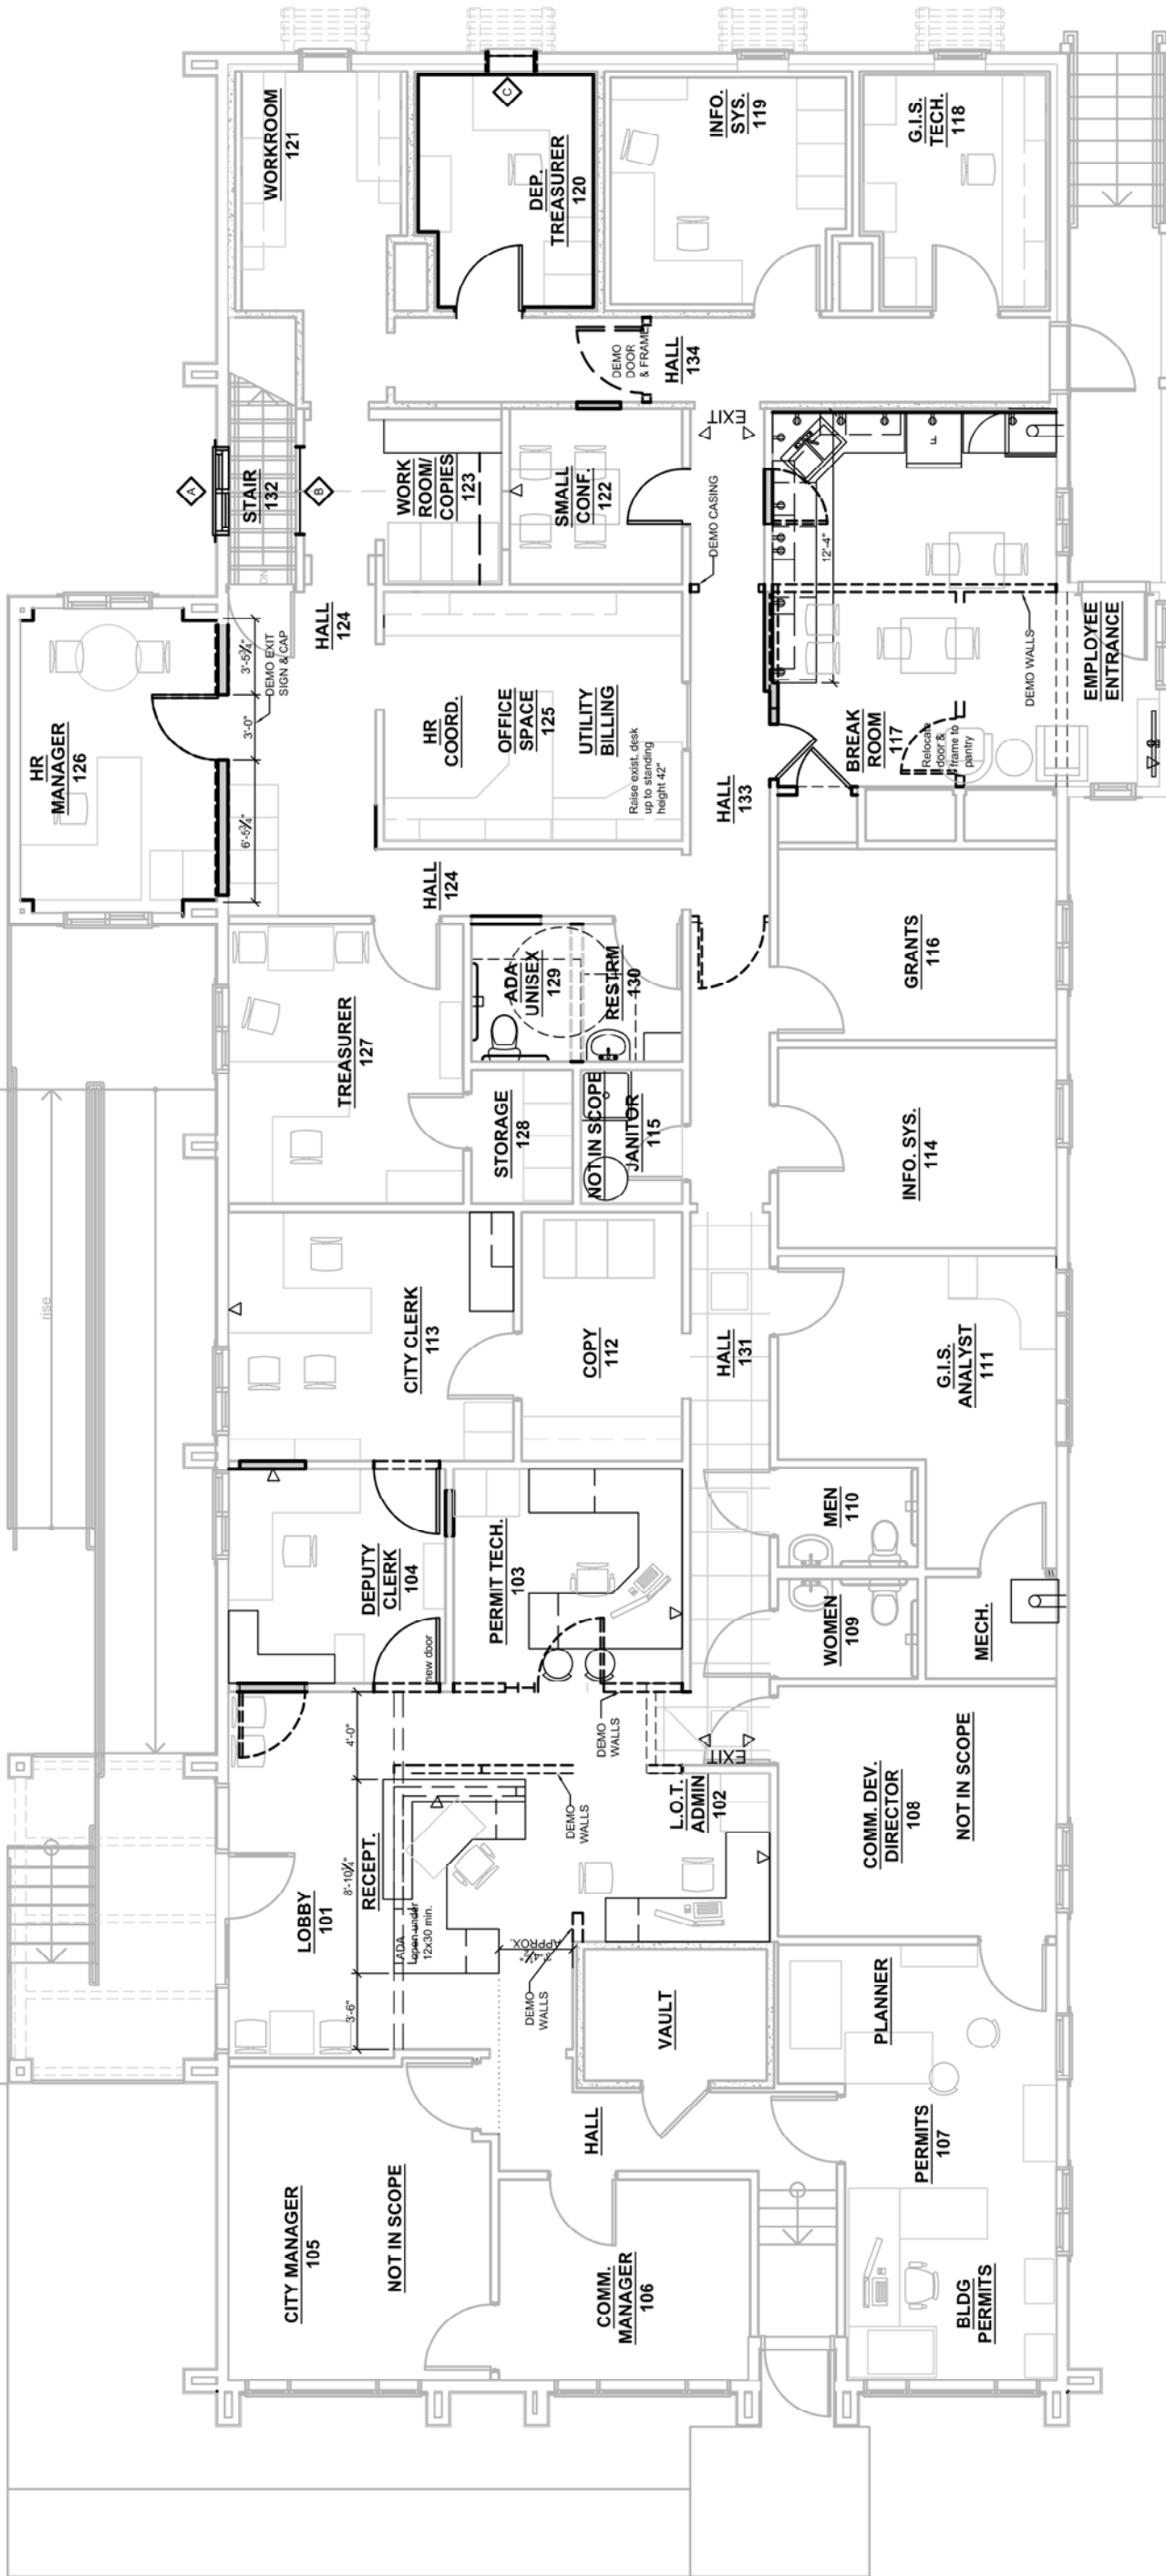 WORKROOM
121
DEP.
TREASURER
120
C
INFO.
SYS.
119
G.I.S.
TECH.
118
A
STAIR
132
B
DN
WORK
ROOM/
COPIES
123
SMALL
CONF.
122
DEMO
DOOR
& FRAME
HALL
134
EXIT
DEMO CASING
12'-4"
HR
MANAGER
126
3'-5¾"
3'-0"
6'-5¾"
DEMO EXIT
SIGN & CAP
HALL
124
HR
COORD.
OFFICE
SPACE
125
UTILITY
BILLING
Raise exist. desk
up to standing
height 42"
HALL
133
BREAK
ROOM
117
Relocate
door &
frame to
pantry
DEMO WALLS
EMPLOYEE
ENTRANCE
HALL
124
TREASURER
127
ADA
UNISEX
129
RESTRM
130
GRANTS
116
STORAGE
128
NOT IN SCOPE
JANITOR
115
INFO. SYS.
114
rise
CITY CLERK
113
COPY
112
HALL
131
G.I.S.
ANALYST
111
DEPUTY
CLERK
104
new door
PERMIT TECH.
103
MEN
110
WOMEN
109
MECH.
4'-0"
8'-10¼"
3'-6"
DEMO
WALLS
DEMO
WALLS
EXIT
LOBBY
101
RECEPT.
ADA
open under
12x30 min.
L.O.T.
ADMIN
102
3'-4½"
APPROX.
DEMO
WALLS
COMM. DEV.
DIRECTOR
108
NOT IN SCOPE
VAULT
PLANNER
CITY MANAGER
105
NOT IN SCOPE
HALL
COMM.
MANAGER
106
PERMITS
107
BLDG
PERMITS